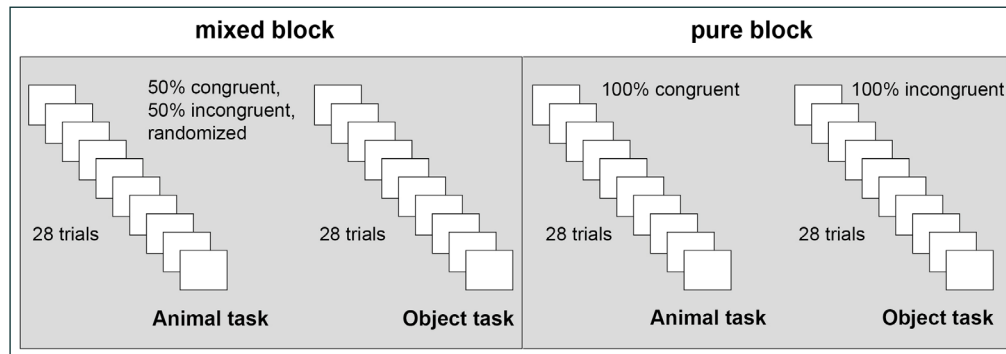 mixed block
pure block
50% congruent,
50% incongruent,
randomized
100% congruent
100% incongruent
28 trials
28 trials
28 trials
28 trials
Animal task
Object task
Animal task
Object task